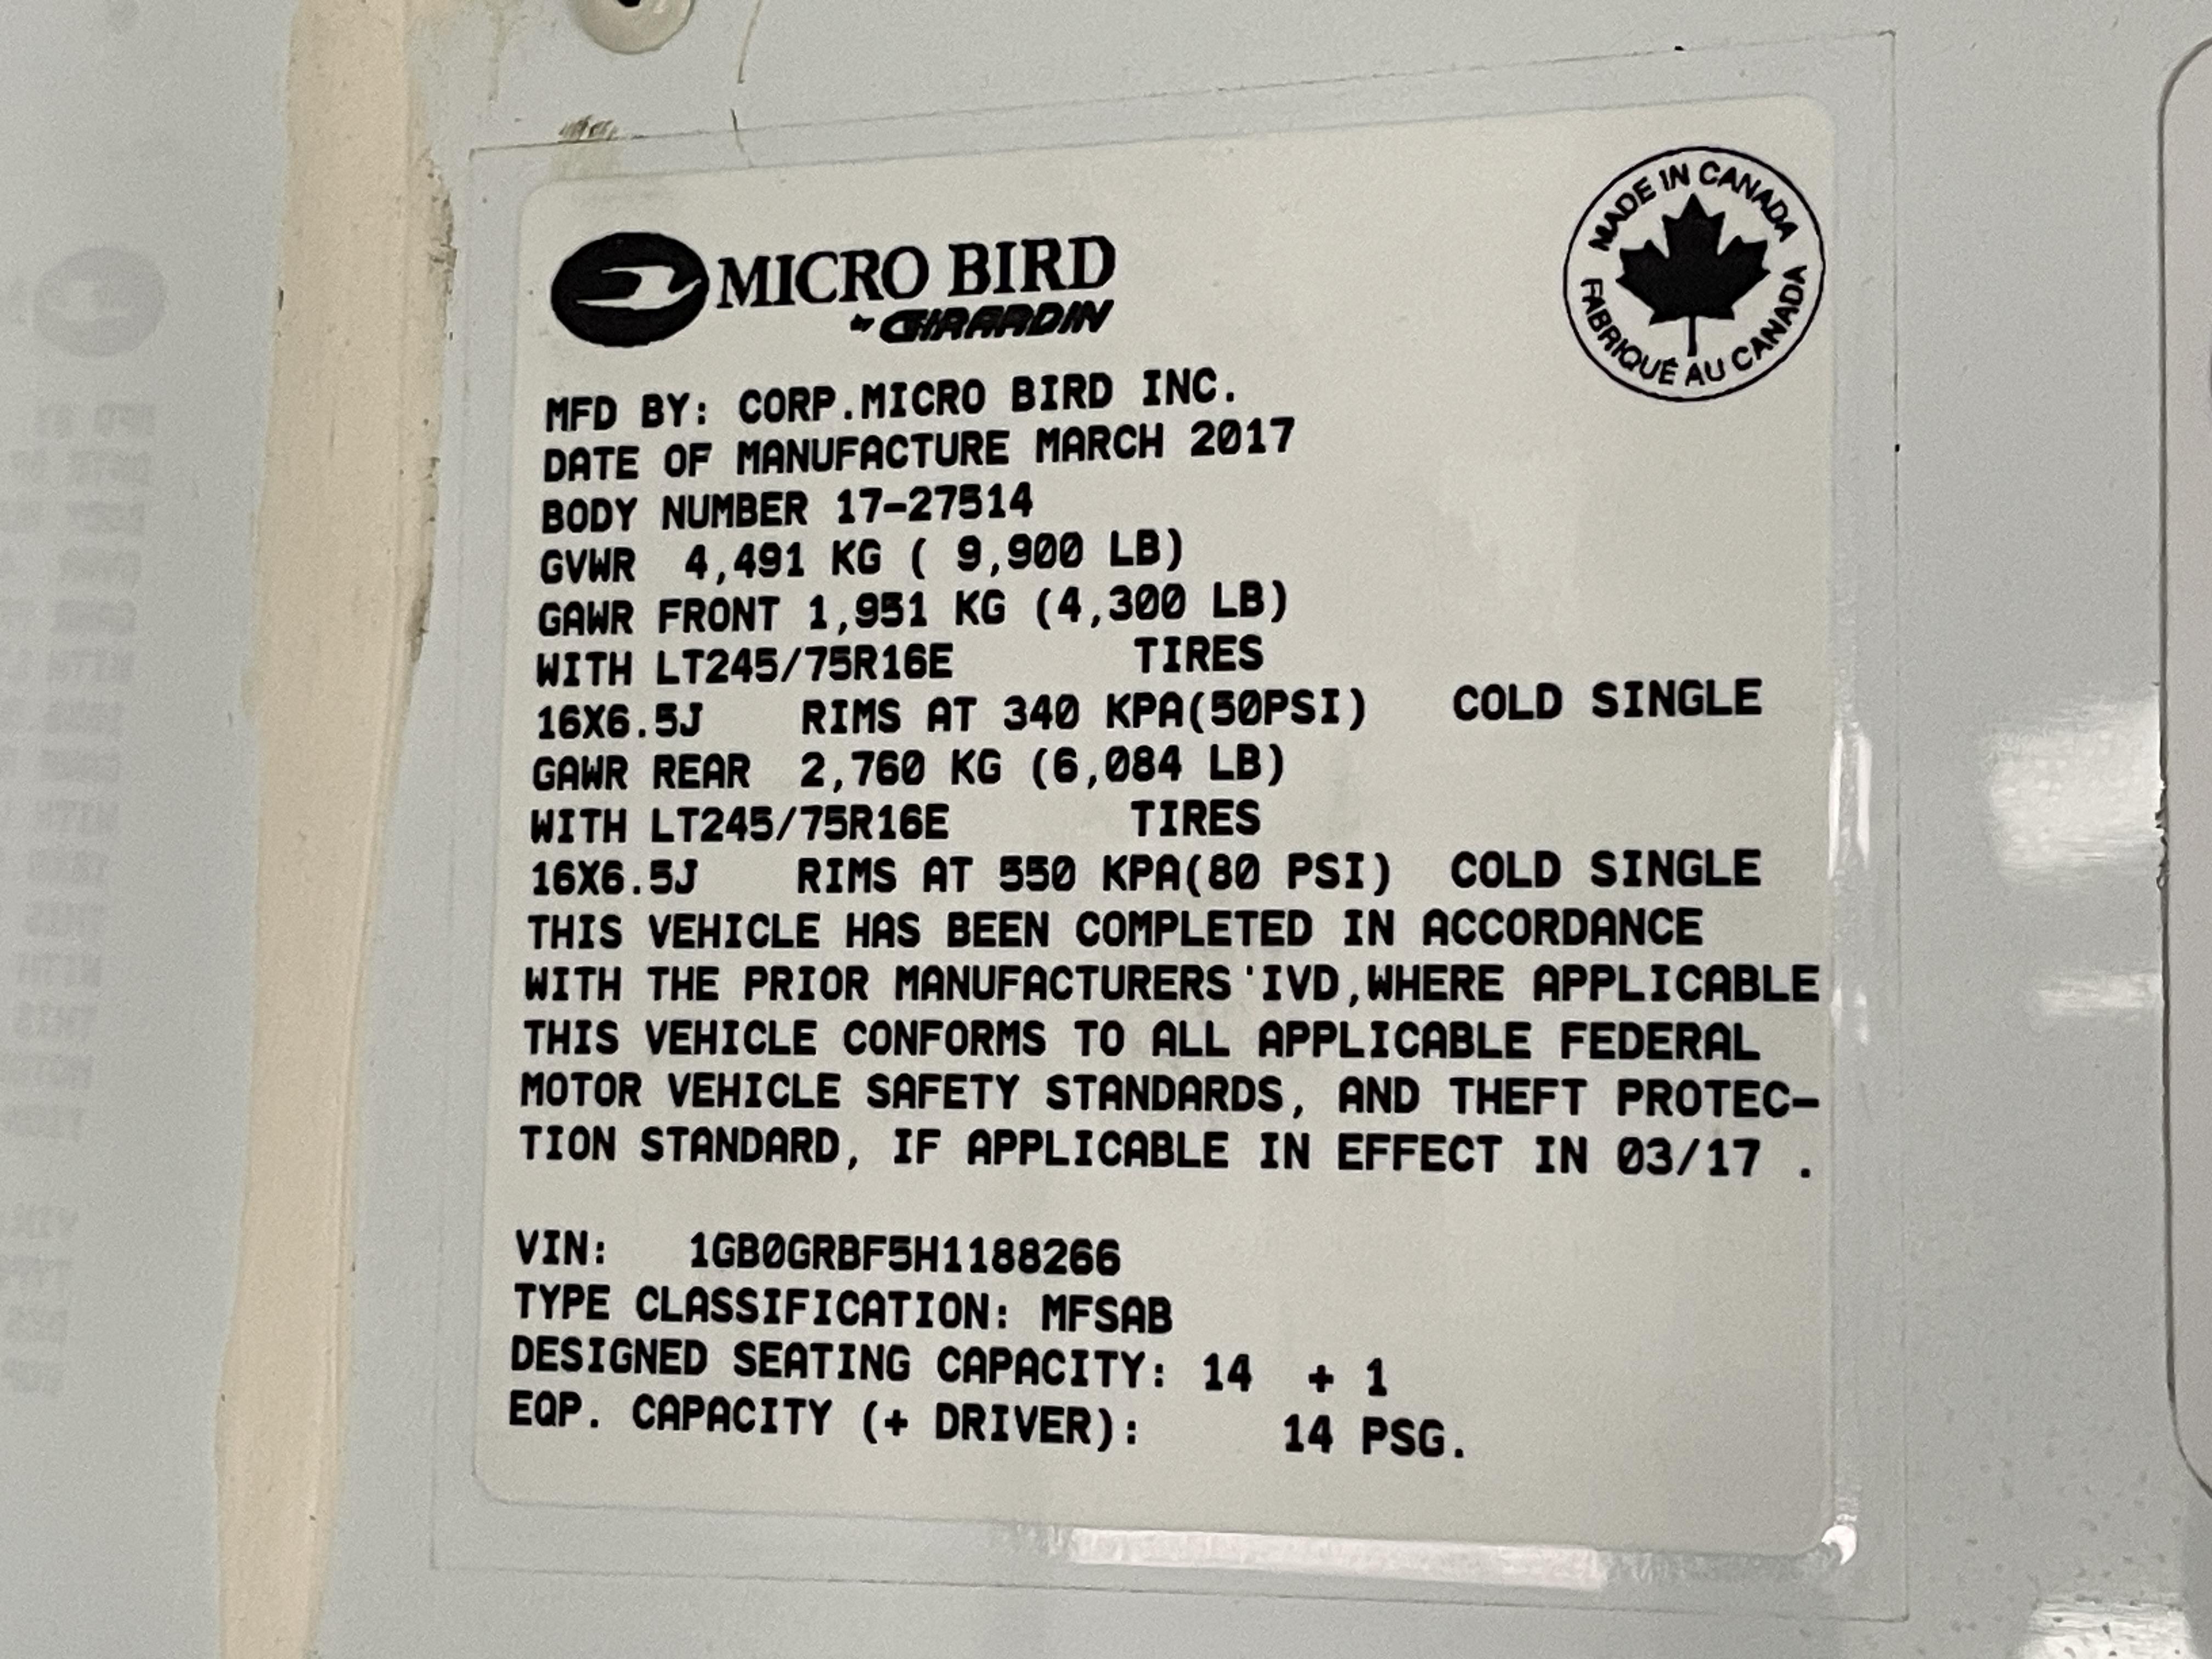 MICRO BIRD
by GIRARDIN
MADE IN CANADA
FABRIQUÉ AU CANADA
MFD BY: CORP.MICRO BIRD INC.
DATE OF MANUFACTURE MARCH 2017
BODY NUMBER 17-27514
GVWR 4,491 KG ( 9,900 LB)
GAWR FRONT 1,951 KG (4,300 LB)
WITH LT245/75R16E TIRES
16X6.5J RIMS AT 340 KPA(50PSI) COLD SINGLE
GAWR REAR 2,760 KG (6,084 LB)
WITH LT245/75R16E TIRES
16X6.5J RIMS AT 550 KPA(80 PSI) COLD SINGLE
THIS VEHICLE HAS BEEN COMPLETED IN ACCORDANCE
WITH THE PRIOR MANUFACTURERS'IVD,WHERE APPLICABLE
THIS VEHICLE CONFORMS TO ALL APPLICABLE FEDERAL
MOTOR VEHICLE SAFETY STANDARDS, AND THEFT PROTEC-
TION STANDARD, IF APPLICABLE IN EFFECT IN 03/17 .
VIN: 1GB0GRBF5H1188266
TYPE CLASSIFICATION: MFSAB
DESIGNED SEATING CAPACITY: 14 + 1
EQP. CAPACITY (+ DRIVER): 14 PSG.